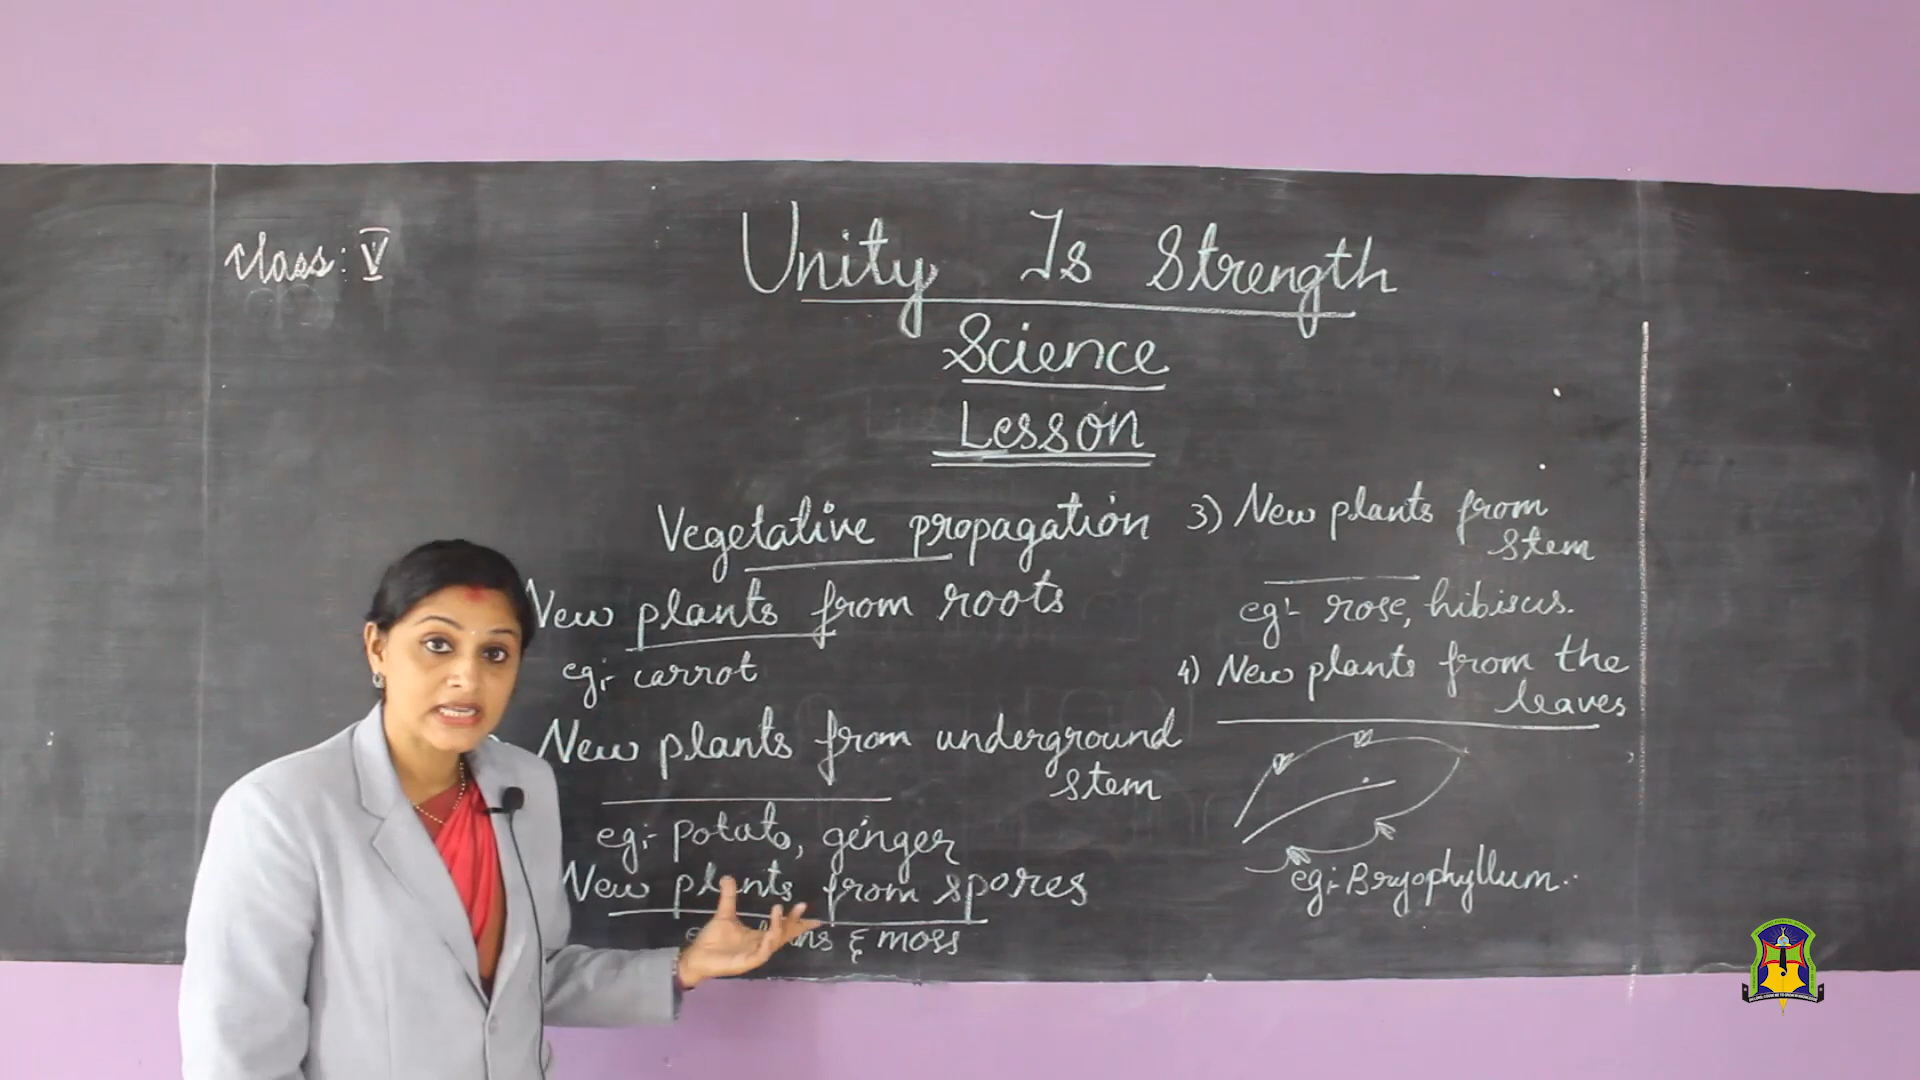 Class: V
Unity Is Strength
Science
Lesson
Vegetative propagation
New plants from roots
eg:- carrot
New plants from underground
stem
eg:- potato, ginger
New plants from spores
& moss
3) New plants from
stem
eg:- rose, hibiscus.
4) New plants from the
leaves
eg:- Bryophyllum..